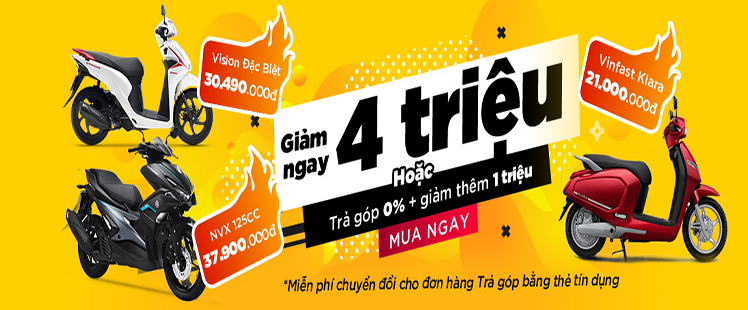 Vision Đặc Biệt
30.490.000đ
Vinfast Klara
21.000.000đ
Giảm
ngay
4 triệu
Hoặc
Trả góp 0% + giảm thêm 1 triệu
MUA NGAY
NVX 125CC
37.900.000đ
*Miễn phí chuyển đổi cho đơn hàng Trả góp bằng thẻ tín dụng